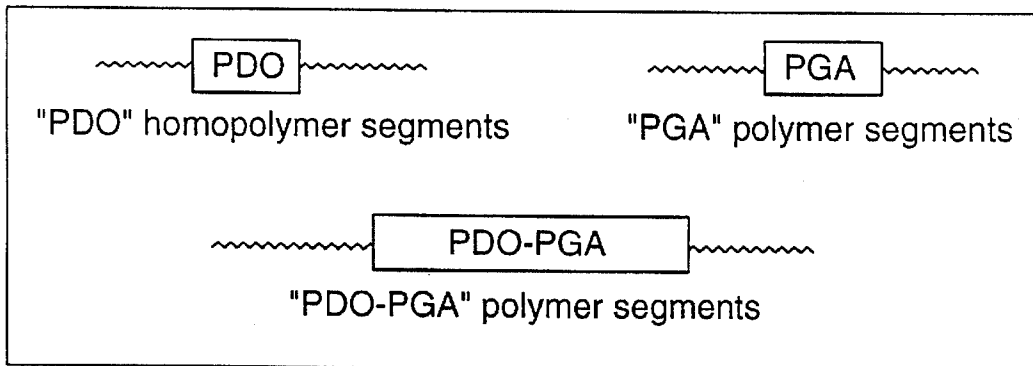 PDO
PGA
"PDO" homopolymer segments
"PGA" polymer segments
PDO-PGA
"PDO-PGA" polymer segments